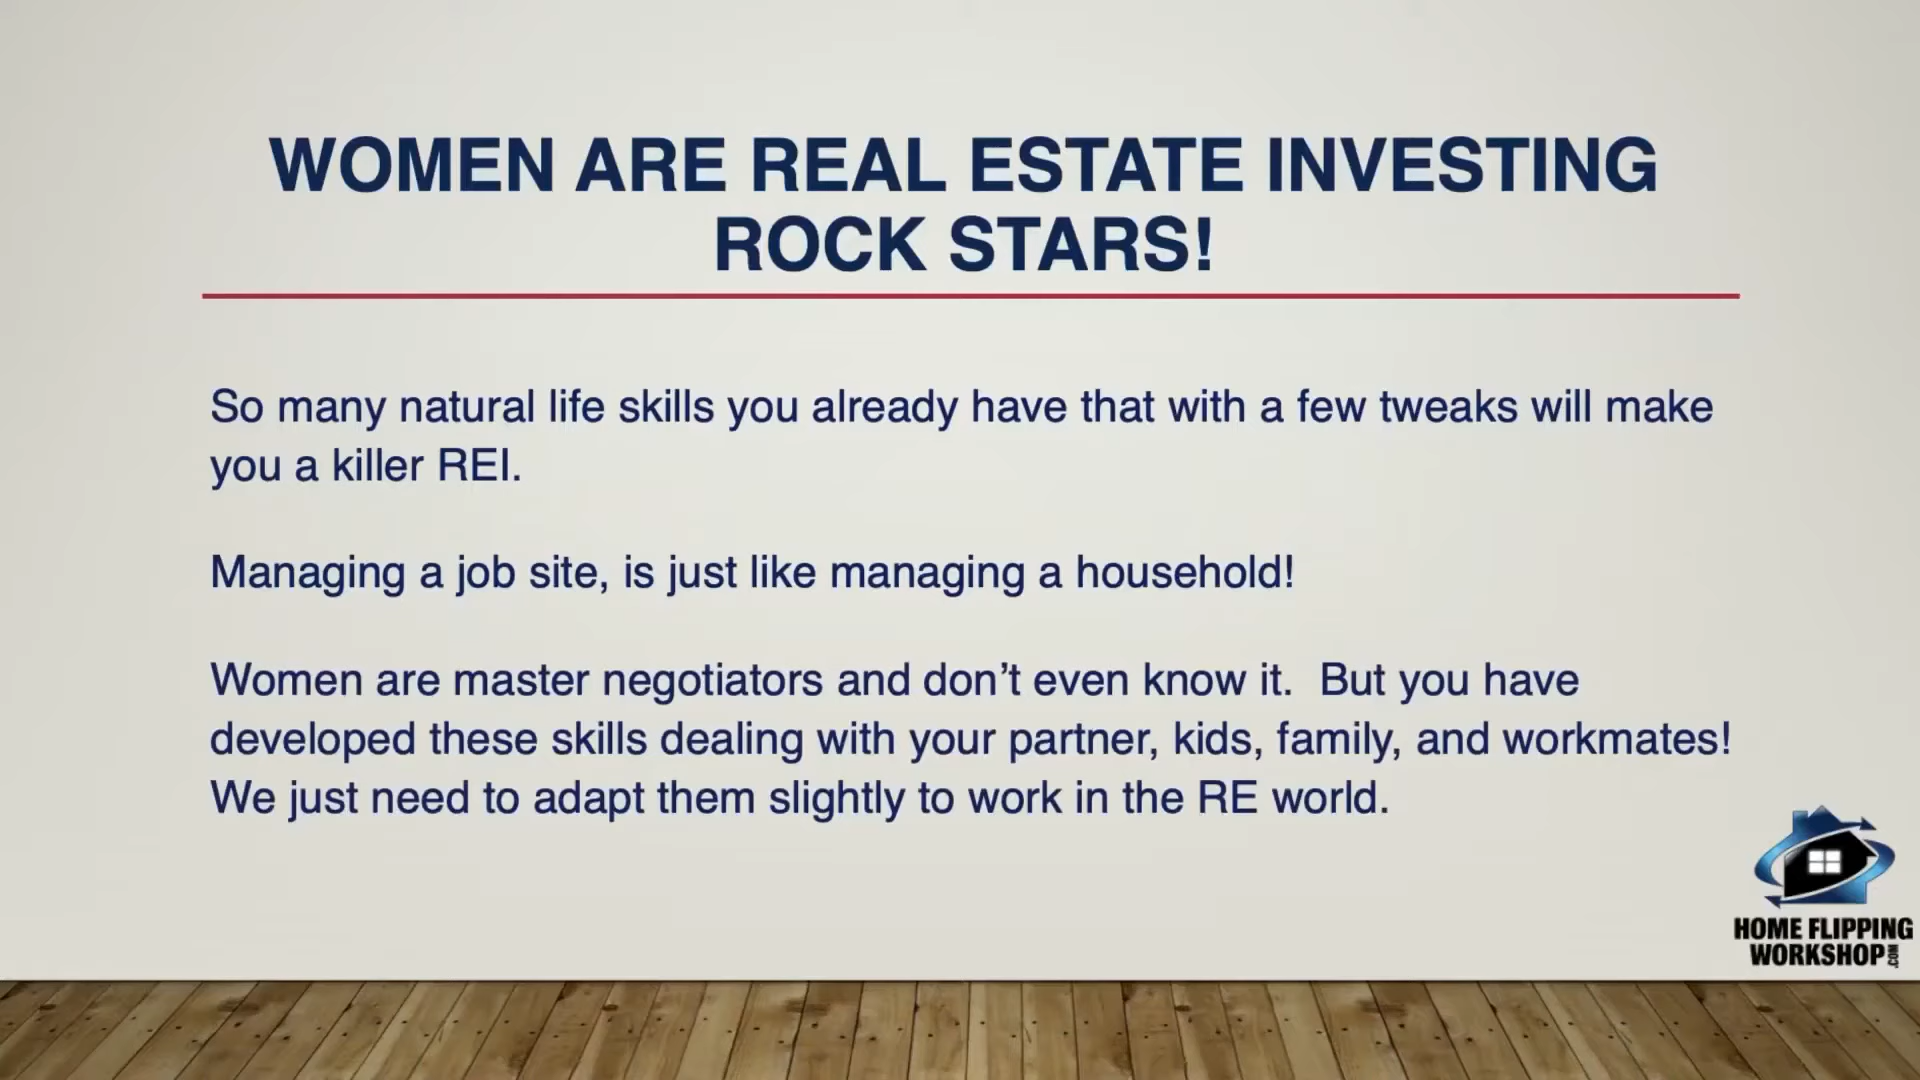 WOMEN ARE REAL ESTATE INVESTING
ROCK STARS!
So many natural life skills you already have that with a few tweaks will make
you a killer REI.
Managing a job site, is just like managing a household!
Women are master negotiators and don’t even know it.  But you have
developed these skills dealing with your partner, kids, family, and workmates!
We just need to adapt them slightly to work in the RE world.
HOME FLIPPING
WORKSHOP.COM